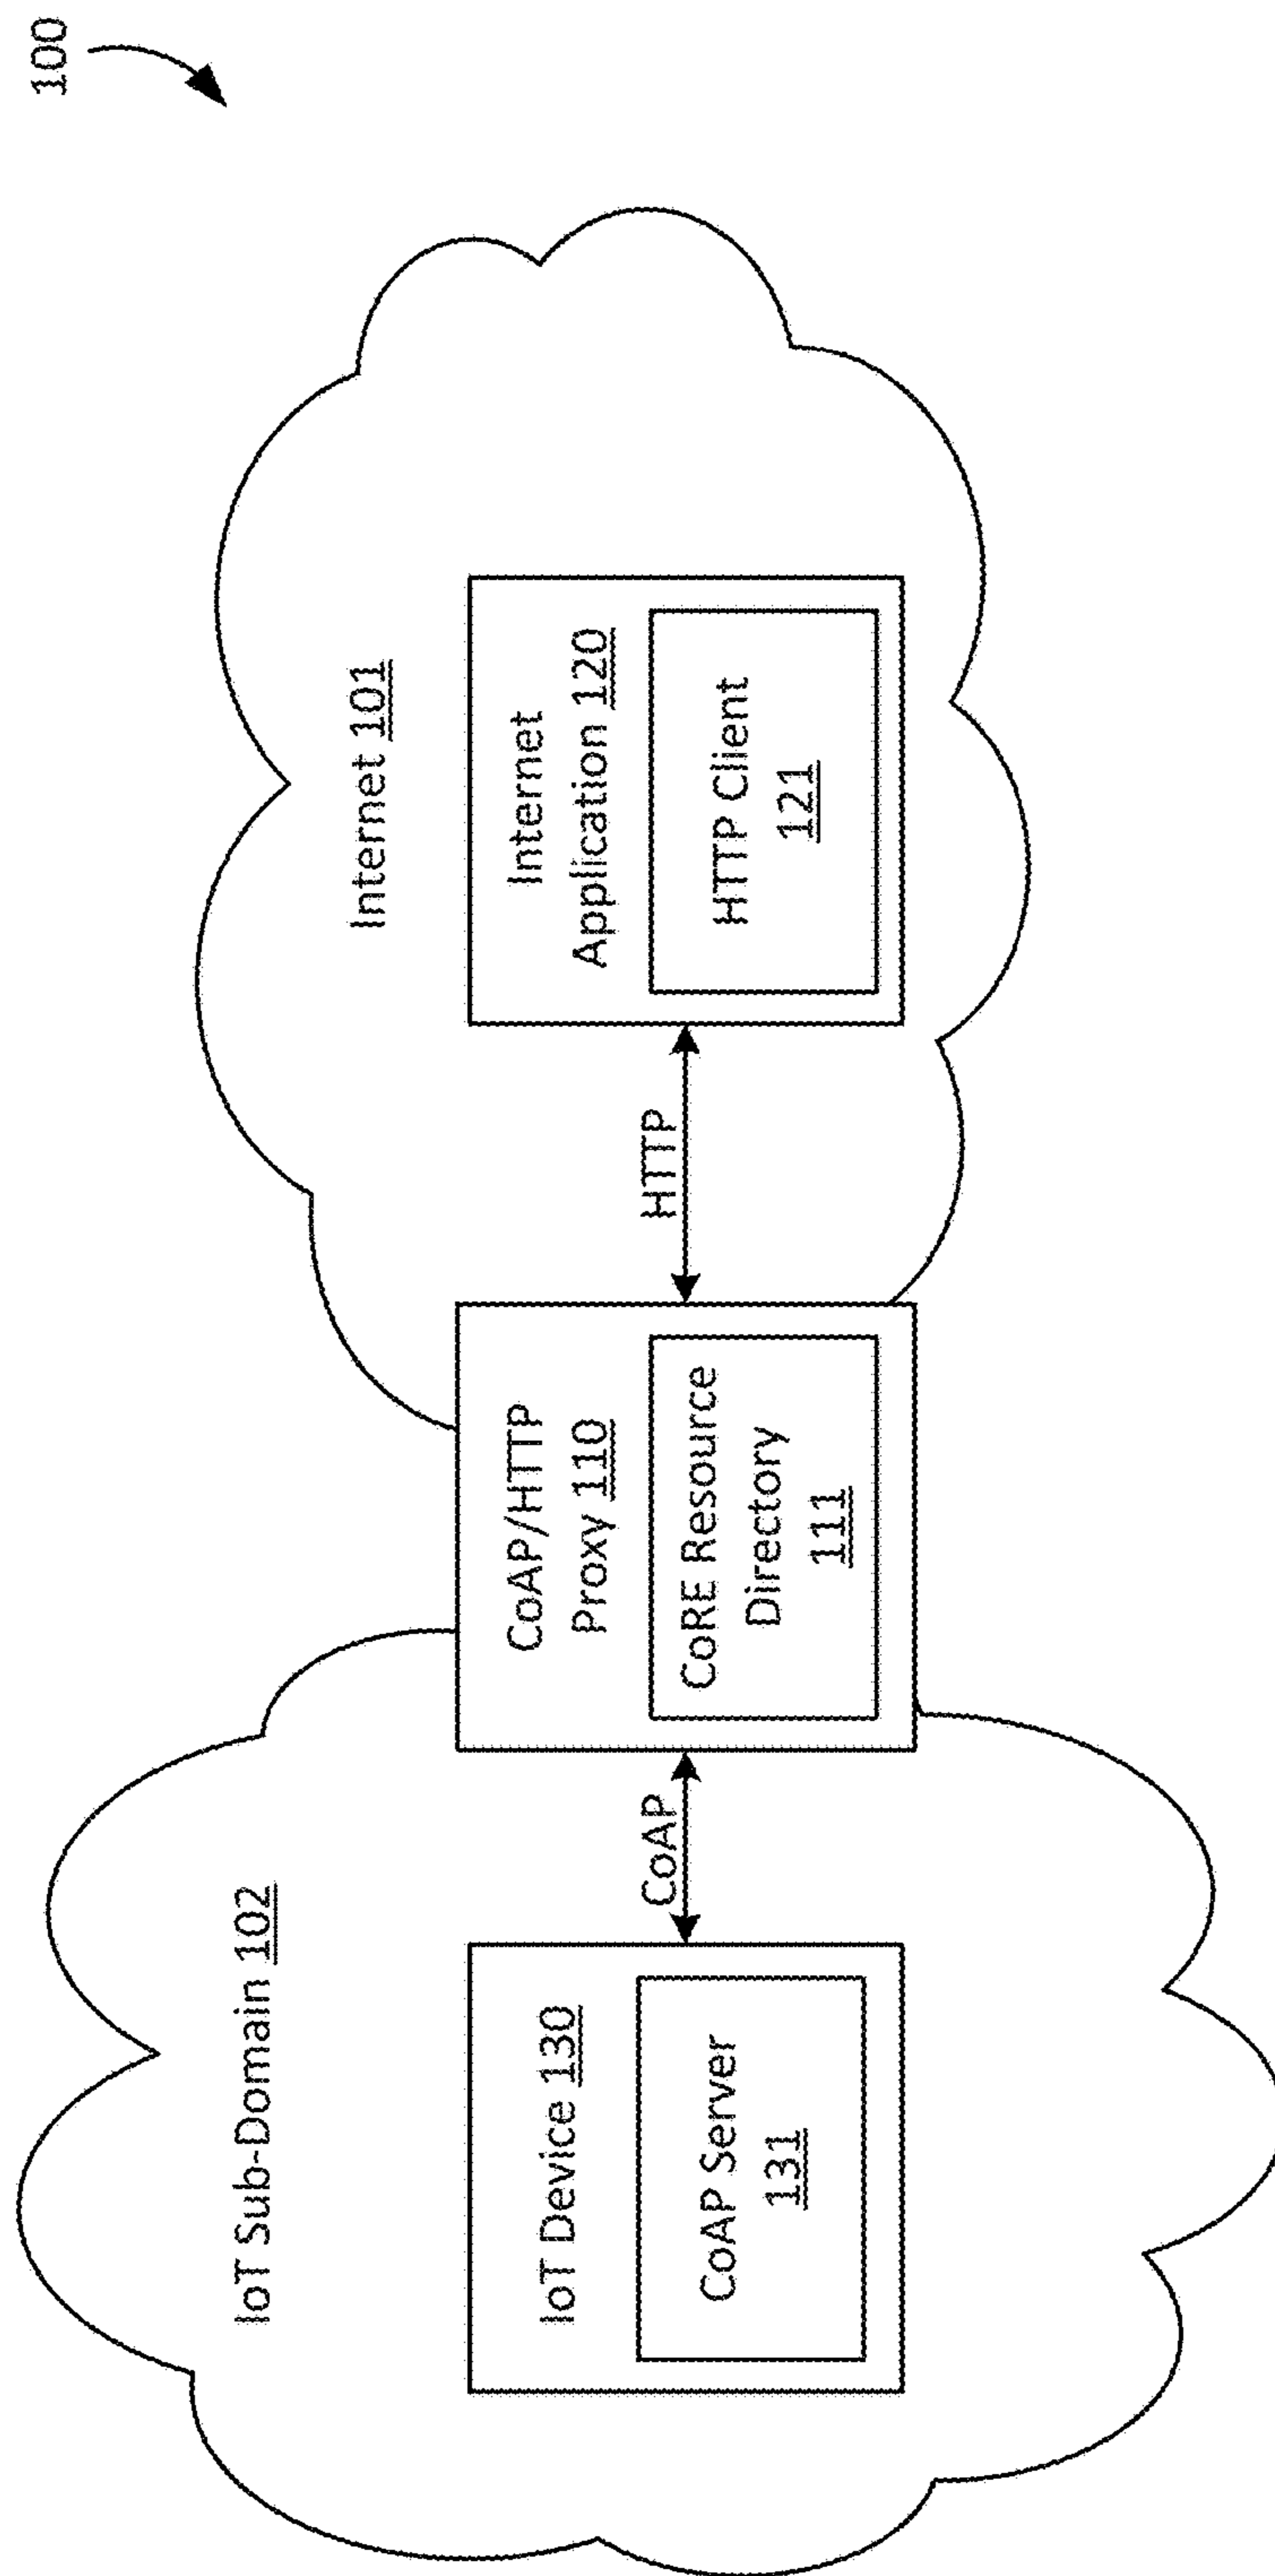 100
IoT Sub-Domain 102
Internet 101
IoT Device 130
CoAP Server
131
CoAP
CoAP/HTTP
Proxy 110
CoRE Resource
Directory
111
HTTP
Internet
Application 120
HTTP Client
121